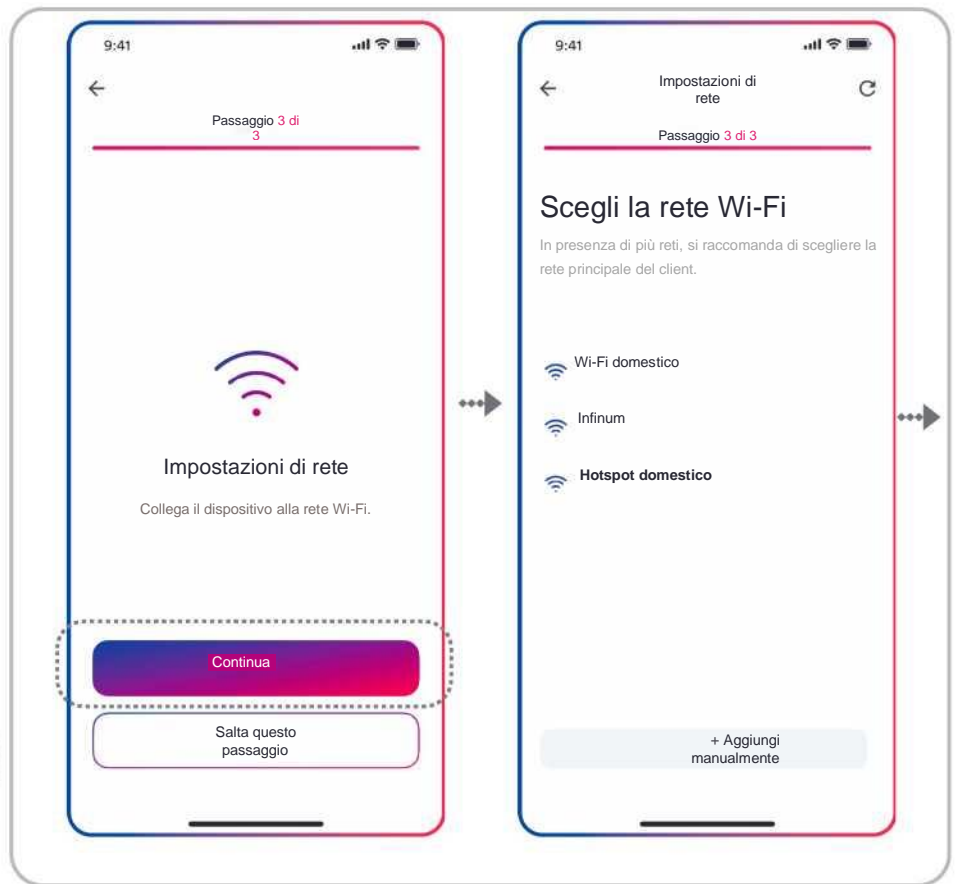 9:41
Passaggio 3 di
3
Impostazioni di rete
Collega il dispositivo alla rete Wi-Fi.
Continua
Salta questo
passaggio
9:41
Impostazioni di
rete
Passaggio 3 di 3
Scegli la rete Wi-Fi
In presenza di più reti, si raccomanda di scegliere la
rete principale del client.
Wi-Fi domestico
Infinum
Hotspot domestico
+ Aggiungi
manualmente